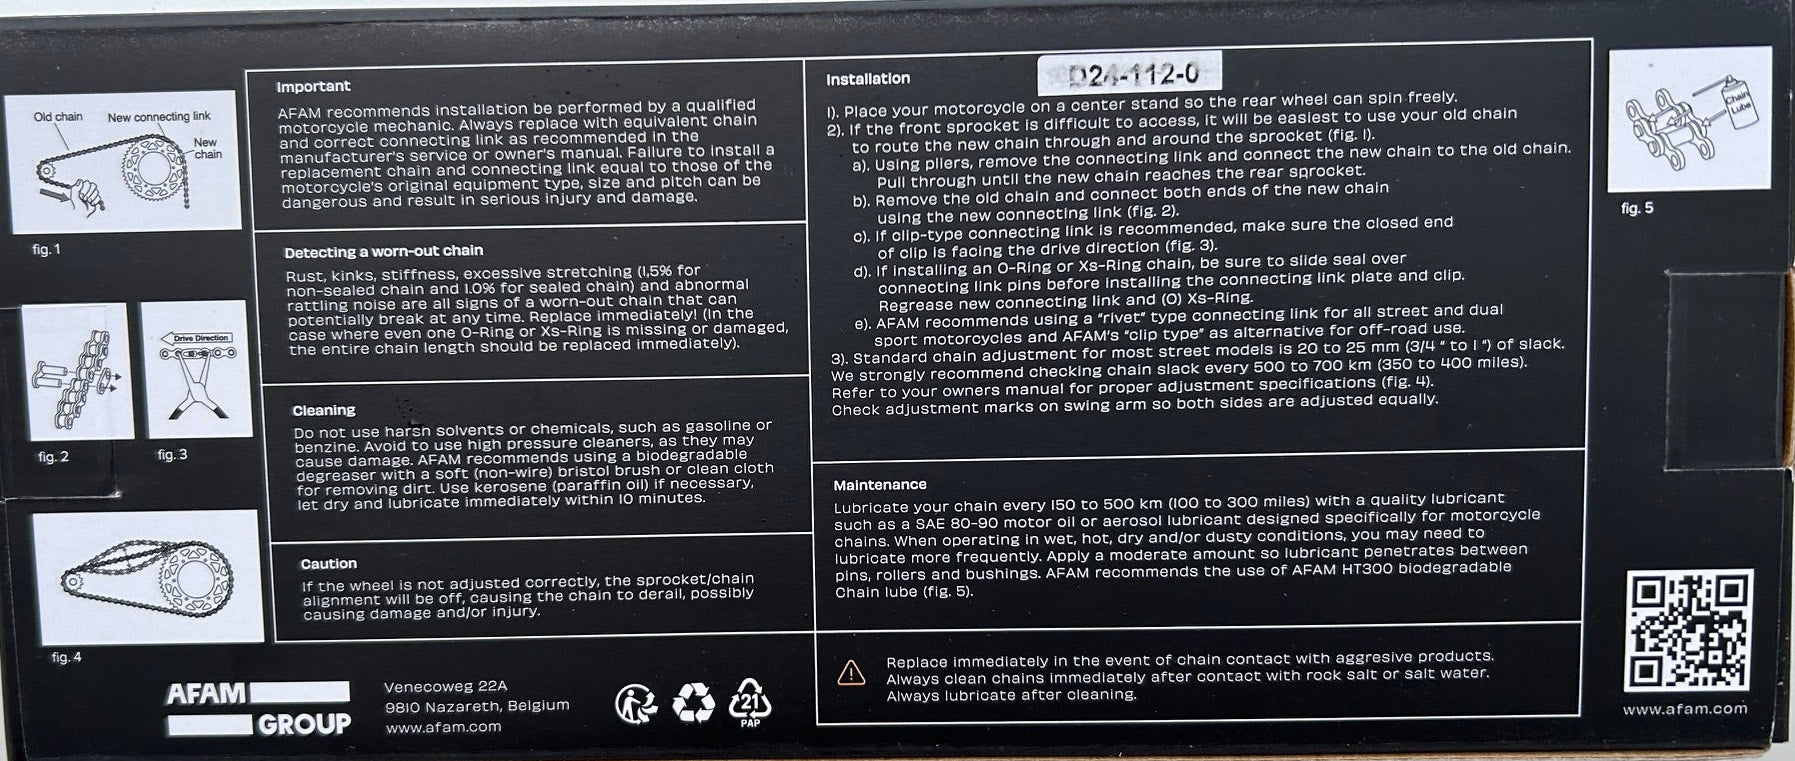 Old chain
New connecting link
New
chain
fig. 1
fig. 2
Drive Direction
fig. 3
fig. 4
Important
AFAM recommends installation be performed by a qualified
motorcycle mechanic. Always replace with equivalent chain
and correct connecting link as recommended in the
manufacturer's service or owner's manual. Failure to install a
replacement chain and connecting link equal to those of the
motorcycle's original equipment type, size and pitch can be
dangerous and result in serious injury and damage.
Detecting a worn-out chain
Rust, kinks, stiffness, excessive stretching (1,5% for
non-sealed chain and 1.0% for sealed chain) and abnormal
rattling noise are all signs of a worn-out chain that can
potentially break at any time. Replace immediately! (In the
case where even one O-Ring or Xs-Ring is missing or damaged,
the entire chain length should be replaced immediately).
Cleaning
Do not use harsh solvents or chemicals, such as gasoline or
benzine. Avoid to use high pressure cleaners, as they may
cause damage. AFAM recommends using a biodegradable
degreaser with a soft (non-wire) bristol brush or clean cloth
for removing dirt. Use kerosene (paraffin oil) if necessary,
let dry and lubricate immediately within 10 minutes.
Caution
If the wheel is not adjusted correctly, the sprocket/chain
alignment will be off, causing the chain to derail, possibly
causing damage and/or injury.
AFAM
GROUP
Venecoweg 22A
9810 Nazareth, Belgium
www.afam.com
21
PAP
Installation
D24-112-0
1). Place your motorcycle on a center stand so the rear wheel can spin freely.
2). If the front sprocket is difficult to access, it will be easiest to use your old chain
to route the new chain through and around the sprocket (fig. 1).
a). Using pliers, remove the connecting link and connect the new chain to the old chain.
Pull through until the new chain reaches the rear sprocket.
b). Remove the old chain and connect both ends of the new chain
using the new connecting link (fig. 2).
c). If clip-type connecting link is recommended, make sure the closed end
of clip is facing the drive direction (fig. 3).
d). If installing an O-Ring or Xs-Ring chain, be sure to slide seal over
connecting link pins before installing the connecting link plate and clip.
Regrease new connecting link and (O) Xs-Ring.
e). AFAM recommends using a "rivet" type connecting link for all street and dual
sport motorcycles and AFAM's "clip type" as alternative for off-road use.
3). Standard chain adjustment for most street models is 20 to 25 mm (3/4 " to 1 ") of slack.
We strongly recommend checking chain slack every 500 to 700 km (350 to 400 miles).
Refer to your owners manual for proper adjustment specifications (fig. 4).
Check adjustment marks on swing arm so both sides are adjusted equally.
Maintenance
Lubricate your chain every 150 to 500 km (100 to 300 miles) with a quality lubricant
such as a SAE 80-90 motor oil or aerosol lubricant designed specifically for motorcycle
chains. When operating in wet, hot, dry and/or dusty conditions, you may need to
lubricate more frequently. Apply a moderate amount so lubricant penetrates between
pins, rollers and bushings. AFAM recommends the use of AFAM HT300 biodegradable
Chain lube (fig. 5).
Replace immediately in the event of chain contact with aggresive products.
Always clean chains immediately after contact with rock salt or salt water.
Always lubricate after cleaning.
Chain
Lube
fig. 5
www.afam.com